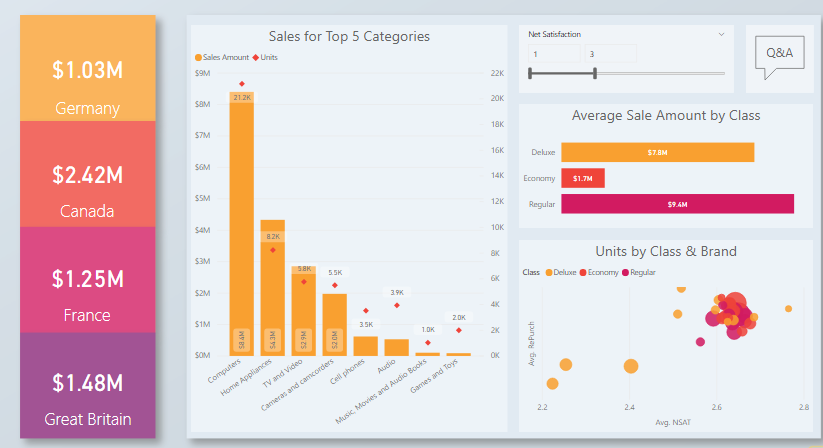 $1.03M
Germany
$2.42M
Canada
$1.25M
France
$1.48M
Great Britain
Sales for Top 5 Categories
Sales Amount Units
$9M
$8M
$7M
$6M
$5M
$4M
$3M
$2M
$1M
$0M
22K
20K
18K
16K
14K
12K
10K
8K
6K
4K
2K
0K
21.2K
8.2K
5.8K
5.5K
3.5K
3.9K
1.0K
2.0K
$8.4M
$4.3M
$2.9M
$2.0M
Computers
Home Appliances
TV and Video
Cameras and camcorders
Cell phones
Audio
Music, Movies and Audio Books
Games and Toys
Net Satisfaction
1 3
Q&A
Average Sale Amount by Class
Deluxe $7.8M
Economy $1.7M
Regular $9.4M
Units by Class & Brand
Class Deluxe Economy Regular
Avg. RePurch
2.2 2.4 2.6 2.8
Avg. NSAT